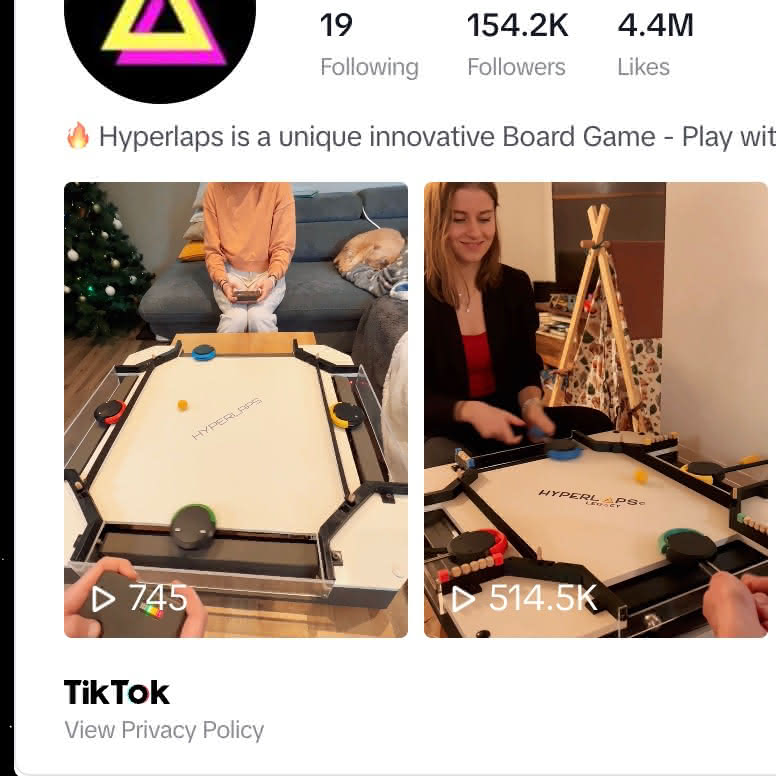 19 154.2K 4.4M
Following Followers Likes
🔥 Hyperlaps is a unique innovative Board Game - Play wit
HYPERLAPS
HYPERLAPS
LEGACY
745 514.5K
TikTok
View Privacy Policy